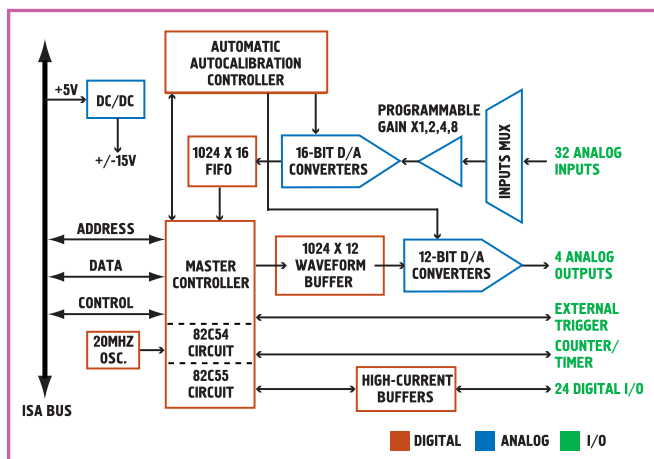 AUTOMATIC
AUTOCALIBRATION
CONTROLLER
+5V
DC/DC
+/-15V
PROGRAMMABLE
GAIN X1,2,4,8
1024 X 16
FIFO
16-BIT D/A
CONVERTERS
INPUTS MUX
32 ANALOG
INPUTS
ADDRESS
DATA
CONTROL
MASTER
CONTROLLER
1024 X 12
WAVEFORM
BUFFER
12-BIT D/A
CONVERTERS
4 ANALOG
OUTPUTS
EXTERNAL
TRIGGER
20MHZ
OSC.
82C54
CIRCUIT
COUNTER/
TIMER
82C55
CIRCUIT
HIGH-CURRENT
BUFFERS
24 DIGITAL I/O
ISA BUS
DIGITAL
ANALOG
I/O